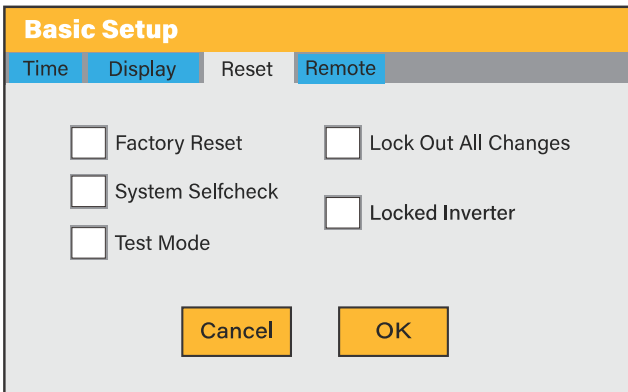 Basic Setup
Time Display Reset Remote
Factory Reset
Lock Out All Changes
System Selfcheck
Locked Inverter
Test Mode
Cancel OK